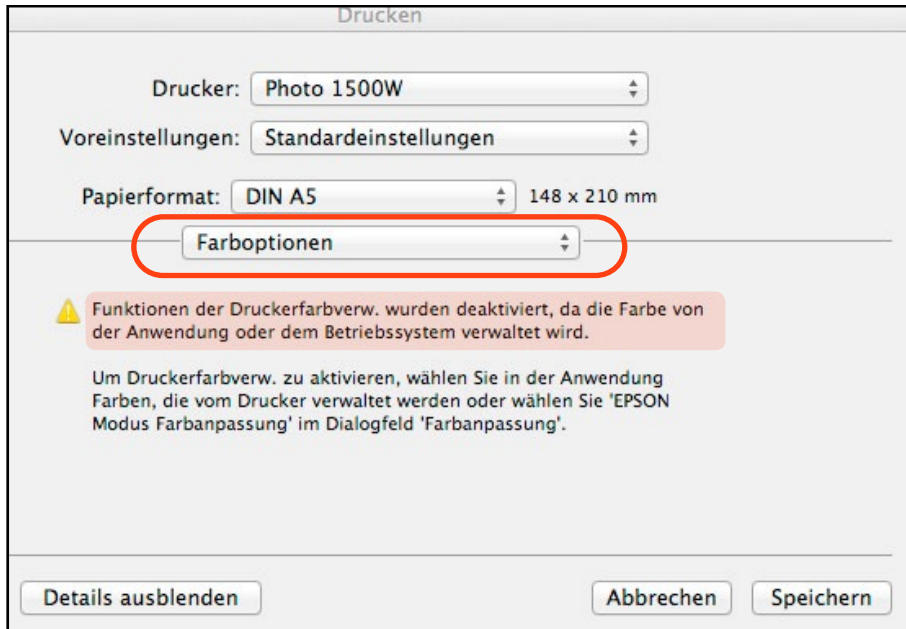 Drucken
Drucker: Photo 1500W
Voreinstellungen: Standardeinstellungen
Papierformat: DIN A5 148 x 210 mm
Farboptionen
Funktionen der Druckerfarbverw. wurden deaktiviert, da die Farbe von
der Anwendung oder dem Betriebssystem verwaltet wird.
Um Druckerfarbverw. zu aktivieren, wählen Sie in der Anwendung
Farben, die vom Drucker verwaltet werden oder wählen Sie 'EPSON
Modus Farbanpassung' im Dialogfeld 'Farbanpassung'.
Details ausblenden Abbrechen Speichern